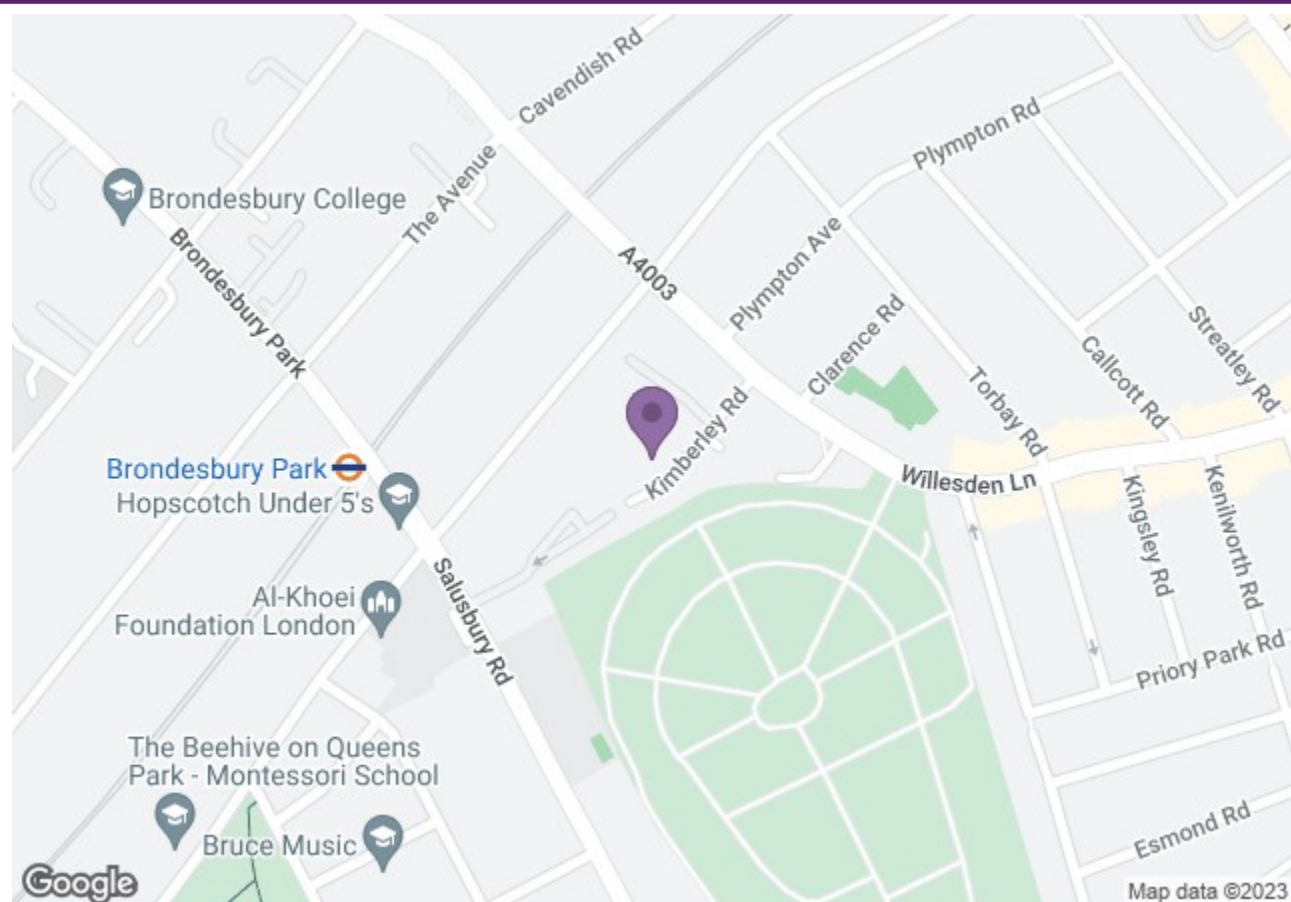 Cavendish Rd
Plympton Rd
The Avenue
Brondesbury College
Brondesbury Park
A4003
Plympton Ave
Clarence Rd
Streatley Rd
Callcott Rd
Torbay Rd
Kimberley Rd
Brondesbury Park
Hopscotch Under 5's
Willesden Ln
Kingsley Rd
Kenilworth Rd
Al-Khoei
Foundation London
Salusbury Rd
Priory Park Rd
The Beehive on Queens
Park - Montessori School
Bruce Music
Esmond Rd
Google
Map data ©2023